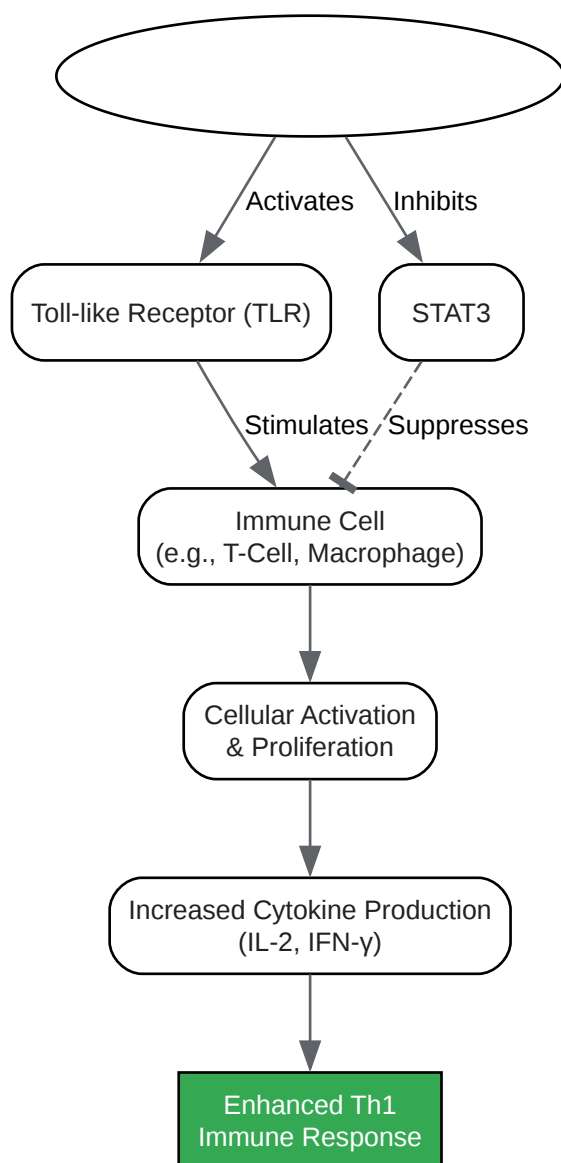 Activates
Inhibits
Toll-like Receptor (TLR)
STAT3
Stimulates
Suppresses
Immune Cell
(e.g., T-Cell, Macrophage)
Cellular Activation
& Proliferation
Increased Cytokine Production
(IL-2, IFN-γ)
Enhanced Th1
Immune Response